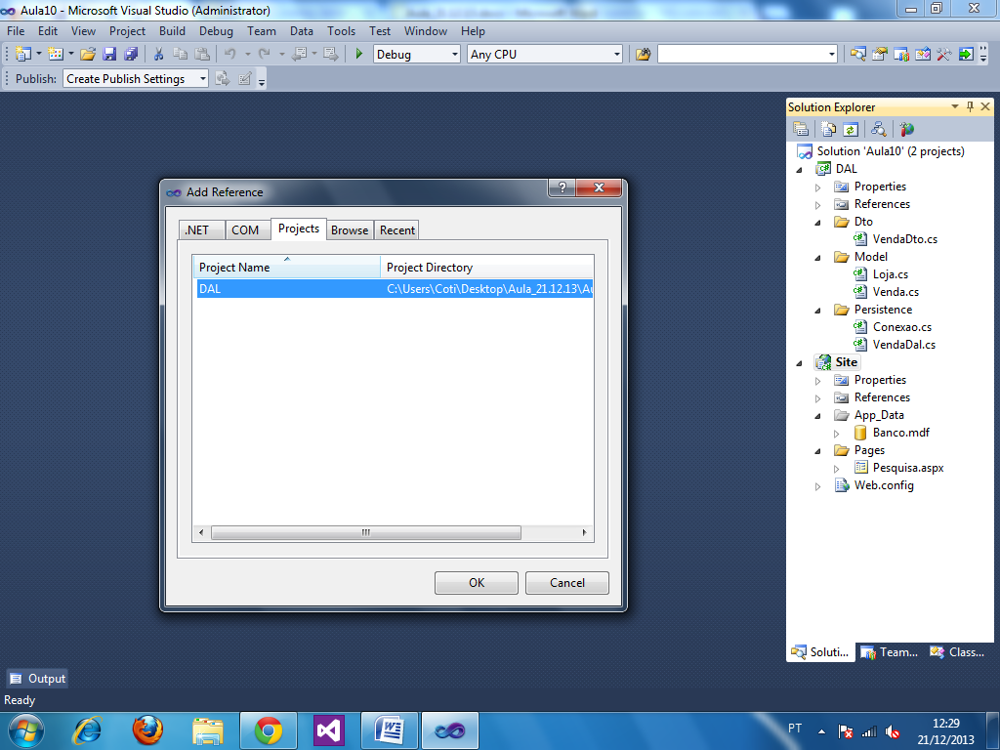 Aula10 - Microsoft Visual Studio (Administrator)
File Edit View Project Build Debug Team Data Tools Test Window Help
Debug Any CPU
Publish: Create Publish Settings
Solution Explorer
Solution 'Aula10' (2 projects)
DAL
Properties
References
Dto
VendaDto.cs
Model
Loja.cs
Venda.cs
Persistence
Conexao.cs
VendaDal.cs
Site
Properties
References
App_Data
Banco.mdf
Pages
Pesquisa.aspx
Web.config
Soluti... Team... Class...
Add Reference
.NET COM Projects Browse Recent
Project Name Project Directory
DAL C:\Users\Coti\Desktop\Aula_21.12.13\Au
OK Cancel
Output
Ready
PT 12:29
21/12/2013